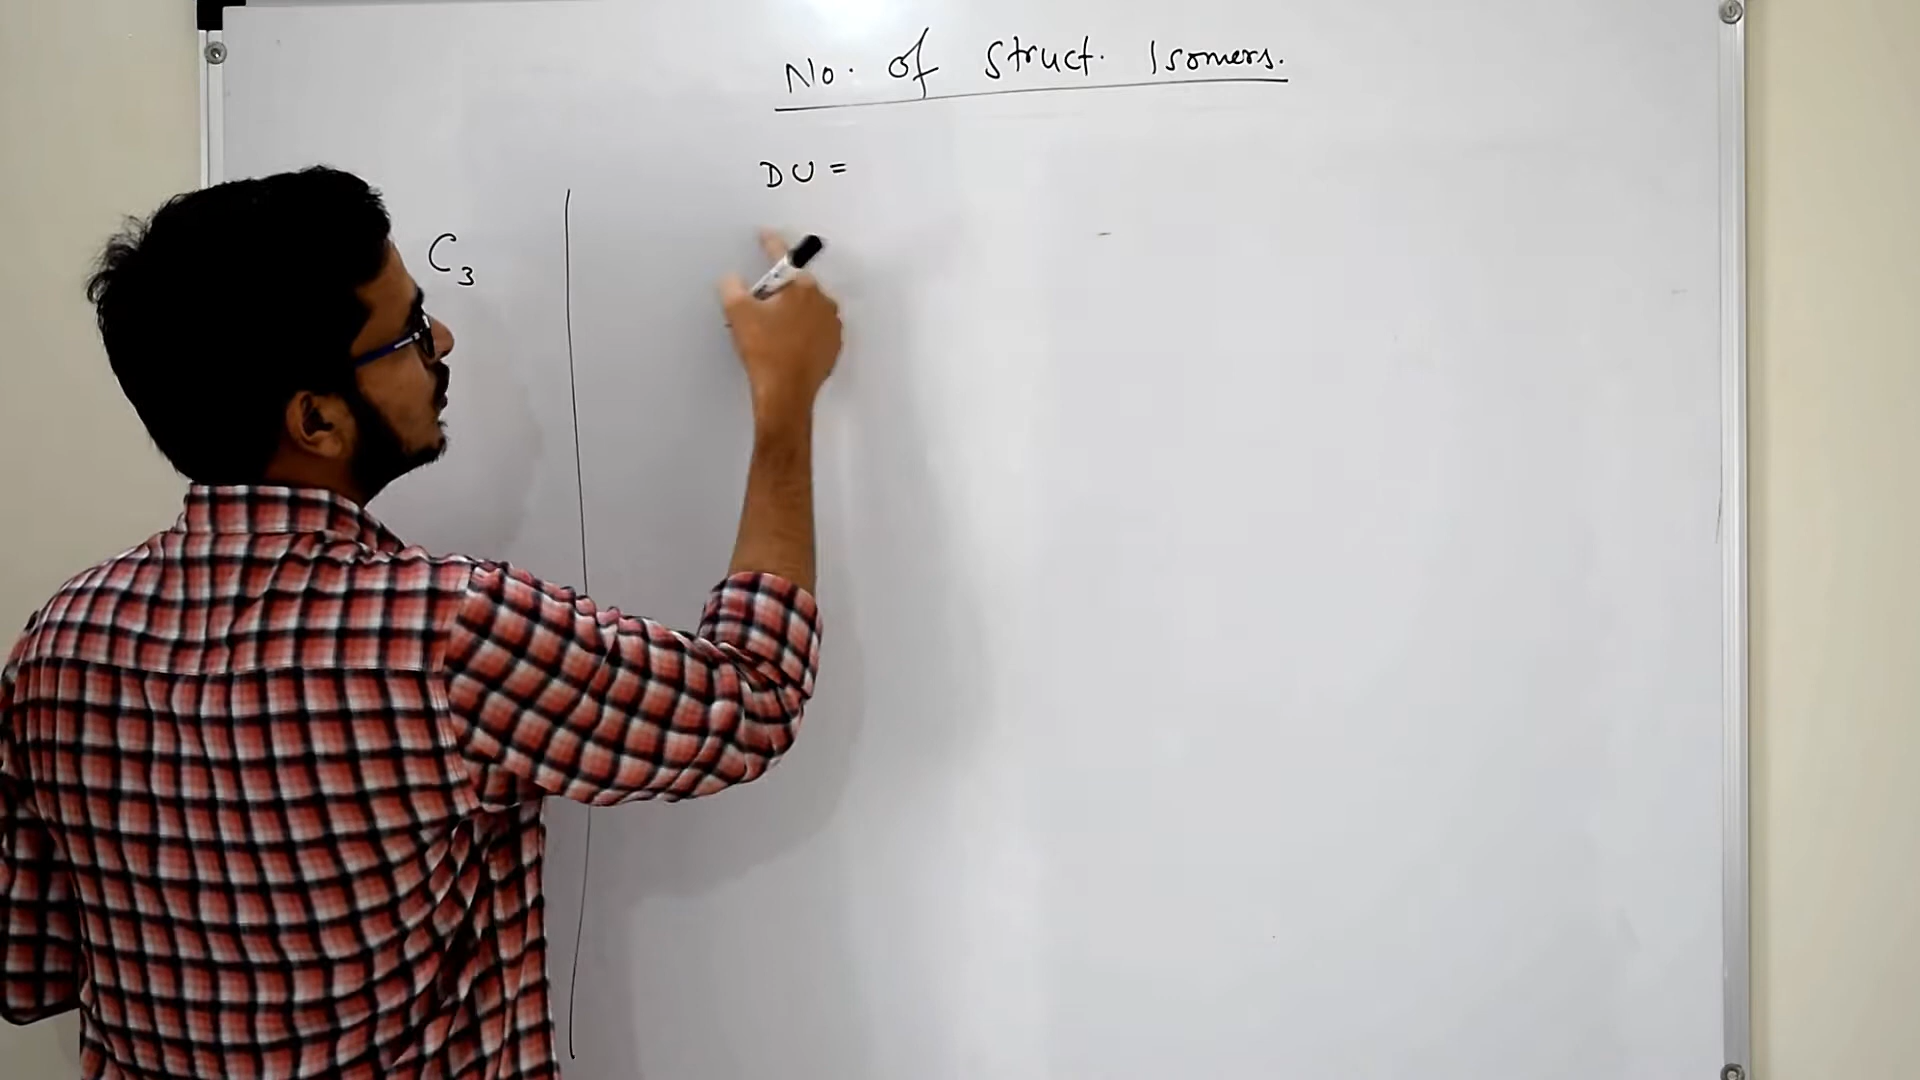 No. of Struct. Isomers.
DU =
C3